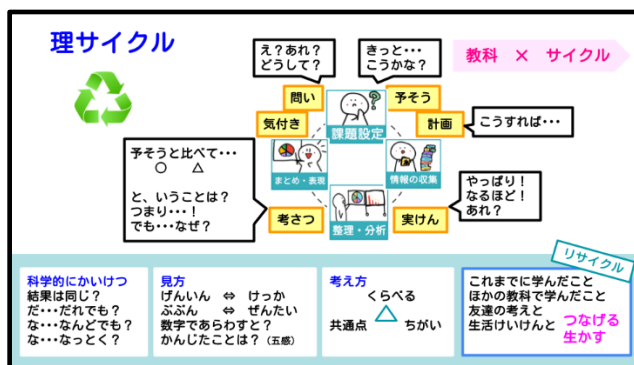 理サイクル
え？あれ？
どうして？
きっと・・・
こうかな？
教科 × サイクル
問い
予そう
気付き
計画
こうすれば・・・
?
課題設定
予そうと比べて・・・
○ △
と、いうことは？
つまり・・・！
でも・・・なぜ？
まとめ・表現
情報の収集
やっぱり！
なるほど！
あれ？
考さつ
整理・分析
実けん
リサイクル
科学的にかいけつ
結果は同じ？
だ・・・だれでも？
な・・・なんどでも？
な・・・なっとく？
見方
げんいん ⇔ けっか
ぶぶん ⇔ ぜんたい
数字であらわすと？
かんじたことは？（五感）
考え方
くらべる
共通点 △ ちがい
これまでに学んだこと
ほかの教科で学んだこと
友達の考えと
生活けいけんと つなげる
生かす